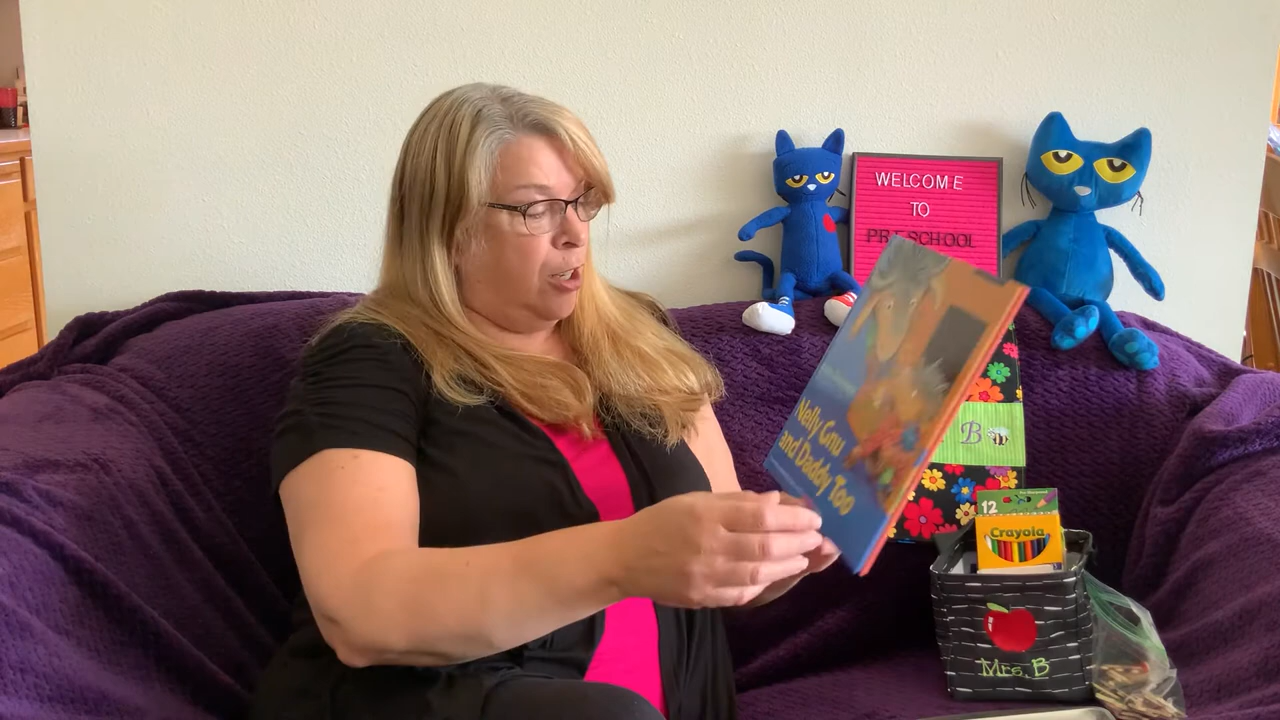 WELCOME
TO
PRESCHOOL
Nelly Gnu
and Daddy Too
B
12
Crayola
Mrs. B